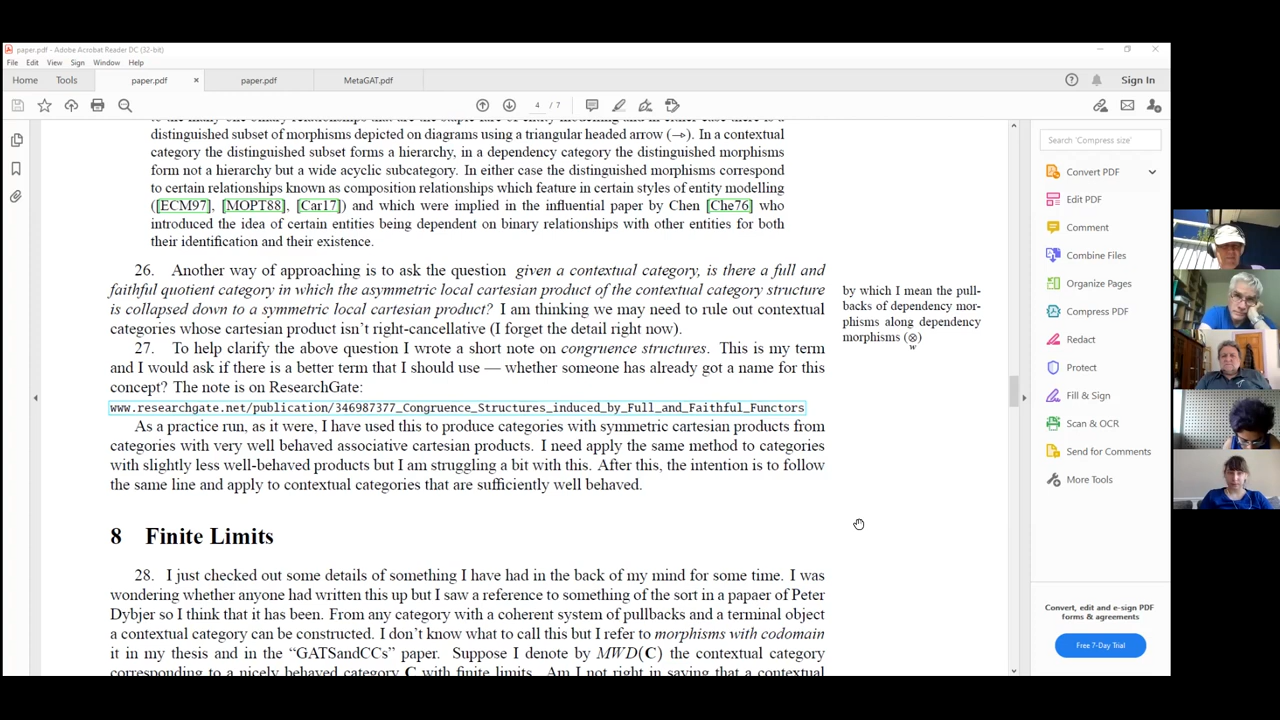 paper.pdf - Adobe Acrobat Reader DC (32-bit)
File Edit View Sign Window Help
Home Tools paper.pdf × paper.pdf MetaGAT.pdf Sign In
4 / 7
distinguished subset of morphisms depicted on diagrams using a triangular headed arrow (⇾). In a contextual
category the distinguished subset forms a hierarchy, in a dependency category the distinguished morphisms
form not a hierarchy but a wide acyclic subcategory. In either case the distinguished morphisms correspond
to certain relationships known as composition relationships which feature in certain styles of entity modelling
([ECM97], [MOPT88], [Car17]) and which were implied in the influential paper by Chen [Che76] who
introduced the idea of certain entities being dependent on binary relationships with other entities for both
their identification and their existence.
26. Another way of approaching is to ask the question given a contextual category, is there a full and
faithful quotient category in which the asymmetric local cartesian product of the contextual category structure
is collapsed down to a symmetric local cartesian product? I am thinking we may need to rule out contextual
categories whose cartesian product isn't right-cancellative (I forget the detail right now).
by which I mean the pull-
backs of dependency mor-
phisms along dependency
morphisms (⊗)
w
27. To help clarify the above question I wrote a short note on congruence structures. This is my term
and I would ask if there is a better term that I should use — whether someone has already got a name for this
concept? The note is on ResearchGate:
www.researchgate.net/publication/346987377_Congruence_Structures_induced_by_Full_and_Faithful_Functors
As a practice run, as it were, I have used this to produce categories with symmetric cartesian products from
categories with very well behaved associative cartesian products. I need apply the same method to categories
with slightly less well-behaved products but I am struggling a bit with this. After this, the intention is to follow
the same line and apply to contextual categories that are sufficiently well behaved.
8 Finite Limits
28. I just checked out some details of something I have had in the back of my mind for some time. I was
wondering whether anyone had written this up but I saw a reference to something of the sort in a papaer of Peter
Dybjer so I think that it has been. From any category with a coherent system of pullbacks and a terminal object
a contextual category can be constructed. I don't know what to call this but I refer to morphisms with codomain
it in my thesis and in the “GATSandCCs” paper. Suppose I denote by MWD(C) the contextual category
corresponding to a nicely behaved category C with finite limits. Am I not right in saying that a contextual
Search 'Compress size'
Convert PDF
Edit PDF
Comment
Combine Files
Organize Pages
Compress PDF
Redact
Protect
Fill & Sign
Scan & OCR
Send for Comments
More Tools
Convert, edit and e-sign PDF
forms & agreements
Free 7-Day Trial